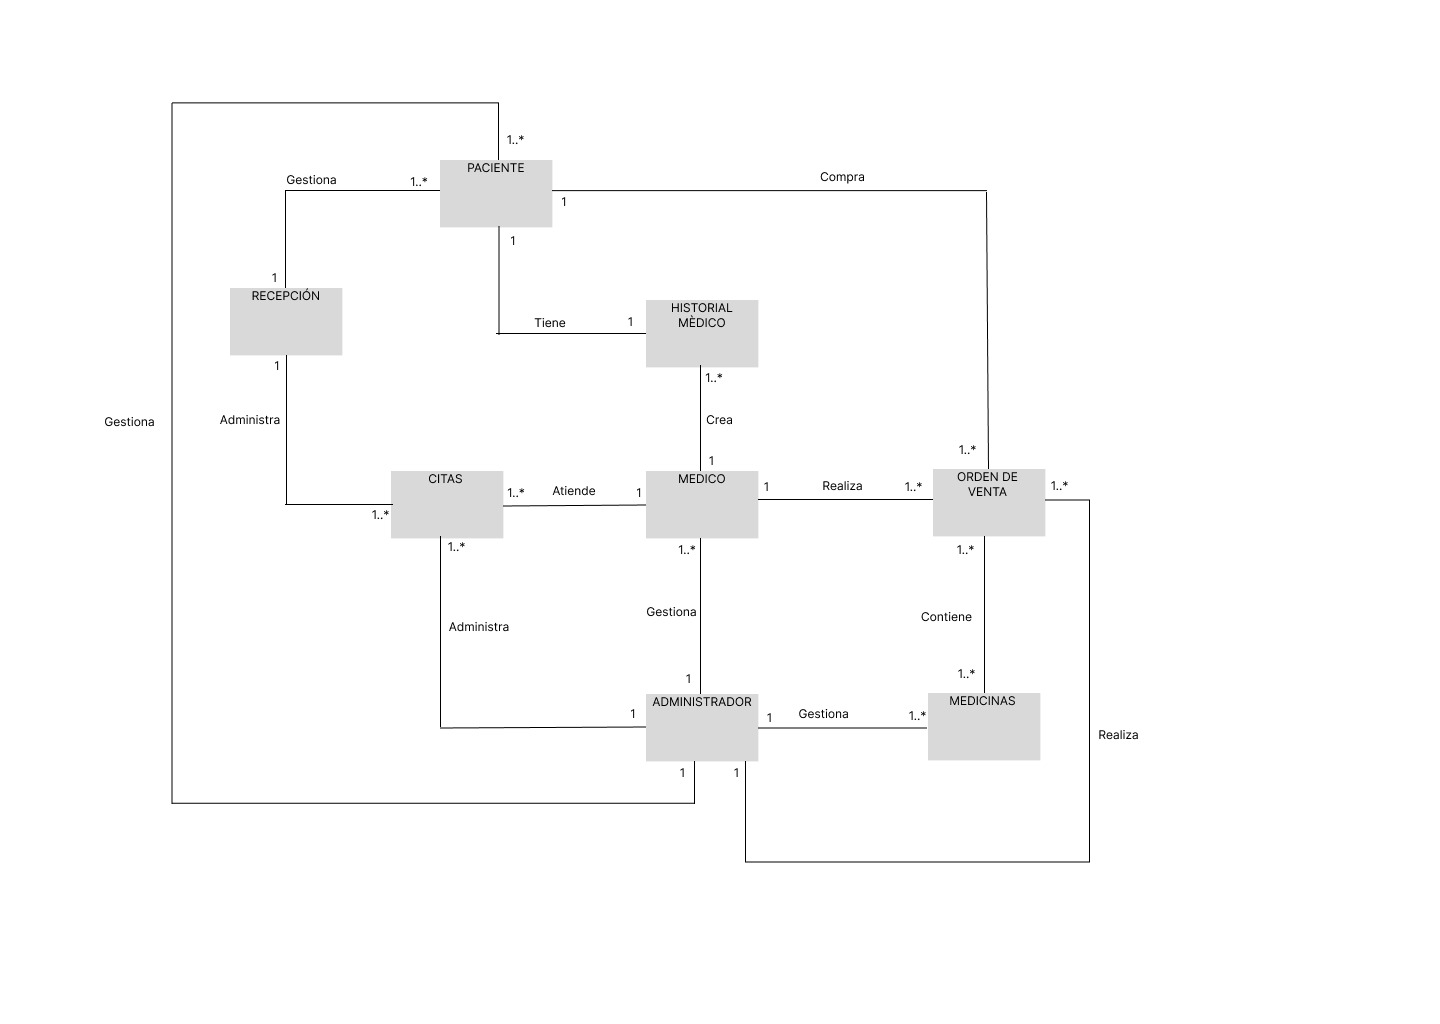 1..*
PACIENTE
Compra
Gestiona
1..*
1
1
1
RECEPCIÓN
HISTORIAL
MÈDICO
Tiene
1
1
1..*
Gestiona
Administra
Crea
1..*
1
CITAS
MEDICO
ORDEN DE
VENTA
1..*
Atiende
1
1
Realiza
1..*
1..*
1..*
1..*
1..*
1..*
Gestiona
Contiene
Administra
1..*
1
ADMINISTRADOR
MEDICINAS
1
1
Gestiona
1..*
Realiza
1
1